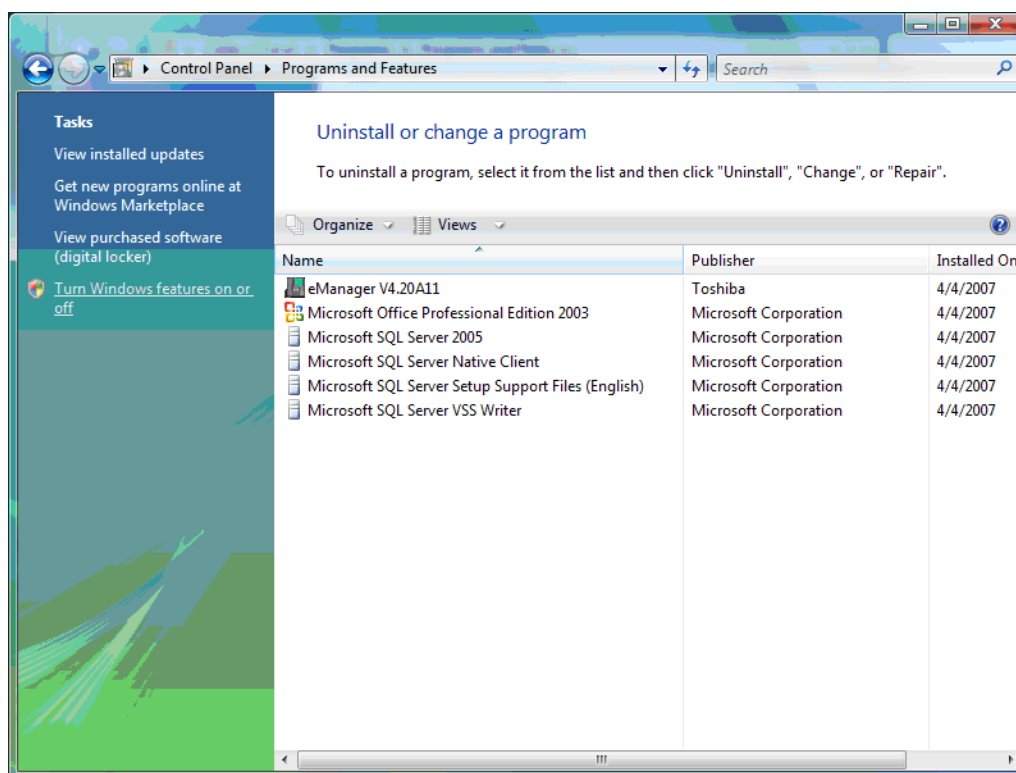 Control Panel Programs and Features
Search
Tasks
View installed updates
Get new programs online at
Windows Marketplace
View purchased software
(digital locker)
Turn Windows features on or
off
Uninstall or change a program
To uninstall a program, select it from the list and then click "Uninstall", "Change", or "Repair".
Organize Views
Name Publisher Installed On
eManager V4.20A11 Toshiba 4/4/2007
Microsoft Office Professional Edition 2003 Microsoft Corporation 4/4/2007
Microsoft SQL Server 2005 Microsoft Corporation 4/4/2007
Microsoft SQL Server Native Client Microsoft Corporation 4/4/2007
Microsoft SQL Server Setup Support Files (English) Microsoft Corporation 4/4/2007
Microsoft SQL Server VSS Writer Microsoft Corporation 4/4/2007